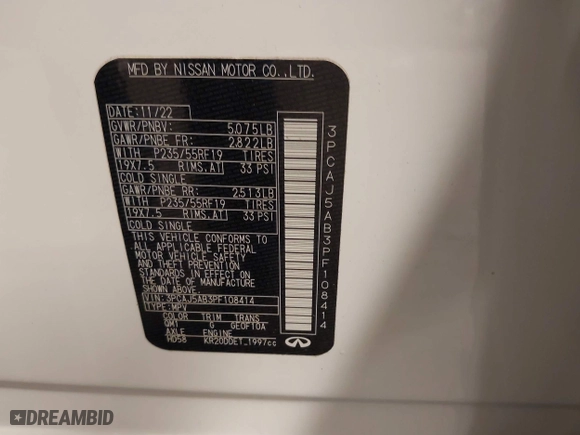 MFD BY NISSAN MOTOR CO.,LTD.
DATE:11/22
GVWR/PNBV: 5,075LB
GAWR/PNBE FR: 2,822LB
WITH P235/55RF19 TIRES
19X7.5 RIMS,AT 33 PSI
COLD SINGLE
GAWR/PNBE RR: 2,513LB
WITH P235/55RF19 TIRES
19X7.5 RIMS,AT 33 PSI
COLD SINGLE
THIS VEHICLE CONFORMS TO
ALL APPLICABLE FEDERAL
MOTOR VEHICLE SAFETY
AND THEFT PREVENTION
STANDARDS IN EFFECT ON
THE DATE OF MANUFACTURE
SHOWN ABOVE.
VIN:3PCAJ5AB3PF108414
TYPE:MPV
COLOR TRIM TRANS
QM1 G GEOF10A
AXLE ENGINE
HD58 KR20DDET_1997cc
3PCAJ5AB3PF108414
DREAMBID